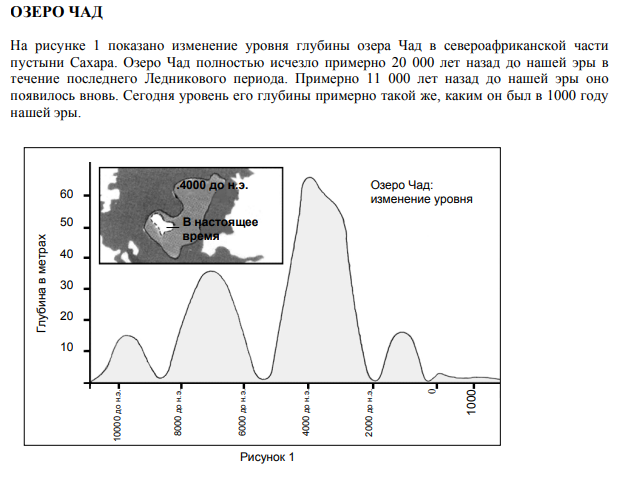 ОЗЕРО ЧАД
На рисунке 1 показано изменение уровня глубины озера Чад в североафриканской части
пустыни Сахара. Озеро Чад полностью исчезло примерно 20 000 лет назад до нашей эры в
течение последнего Ледникового периода. Примерно 11 000 лет назад до нашей эры оно
появилось вновь. Сегодня уровень его глубины примерно такой же, каким он был в 1000 году
нашей эры.
.4000 до н.э.
В настоящее
время
Озеро Чад:
изменение уровня
Глубина в метрах
60
50
40
30
20
10
10000 до н.э.
8000 до н.э.
6000 до н.э.
4000 до н.э.
2000 до н.э.
0
1000
Рисунок 1